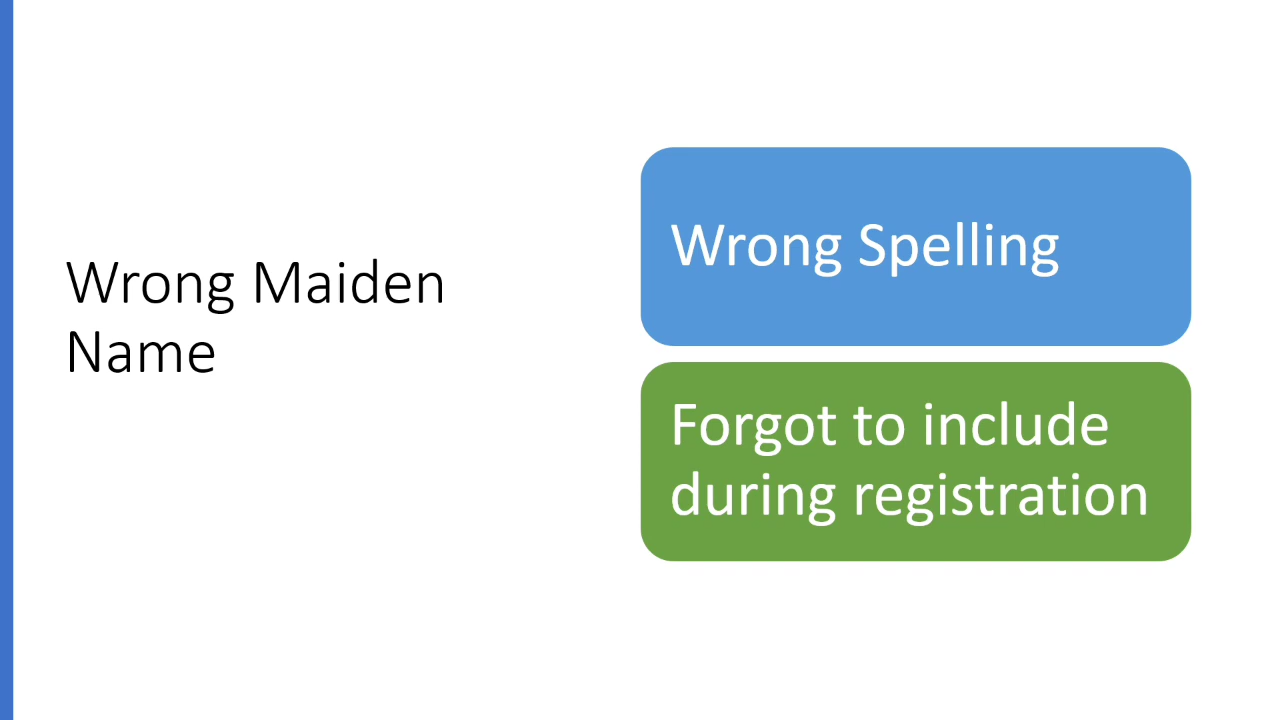 Wrong Maiden
Name
Wrong Spelling
Forgot to include
during registration